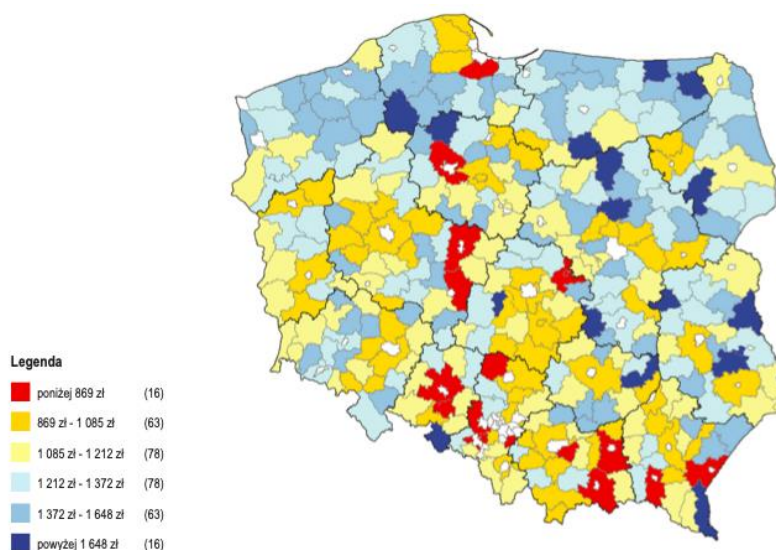 Legenda
poniżej 869 zł (16)
869 zł - 1 085 zł (63)
1 085 zł - 1 212 zł (78)
1 212 zł - 1 372 zł (78)
1 372 zł - 1 648 zł (63)
powyżej 1 648 zł (16)